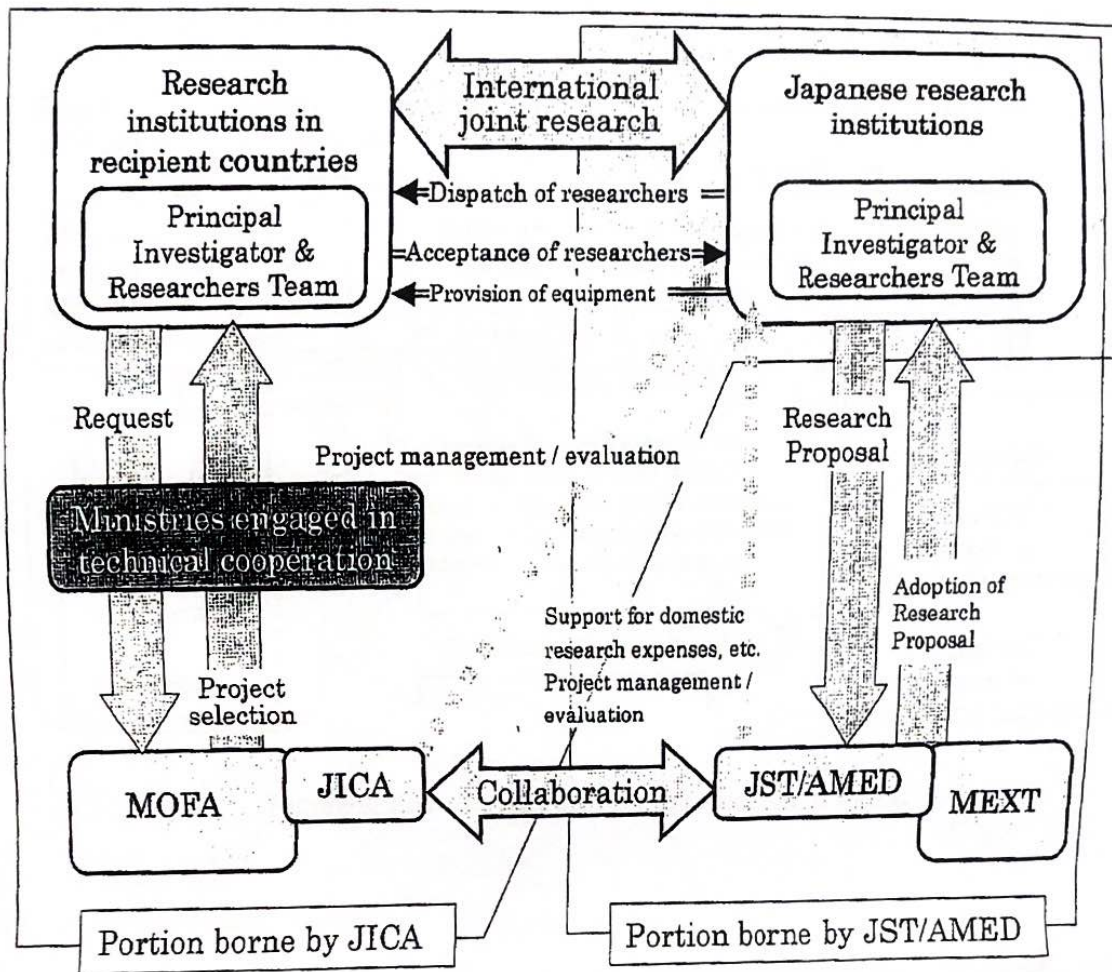 Research
institutions in
recipient countries
Principal
Investigator &
Researchers Team
International
joint research
Japanese research
institutions
Principal
Investigator &
Researchers Team
Dispatch of researchers
Acceptance of researchers
Provision of equipment
Request
Project management / evaluation
Research
Proposal
Ministries engaged in
technical cooperation
Adoption of
Research
Proposal
Support for domestic
research expenses, etc.
Project management /
evaluation
Project
selection
MOFA
JICA
Collaboration
JST/AMED
MEXT
Portion borne by JICA
Portion borne by JST/AMED